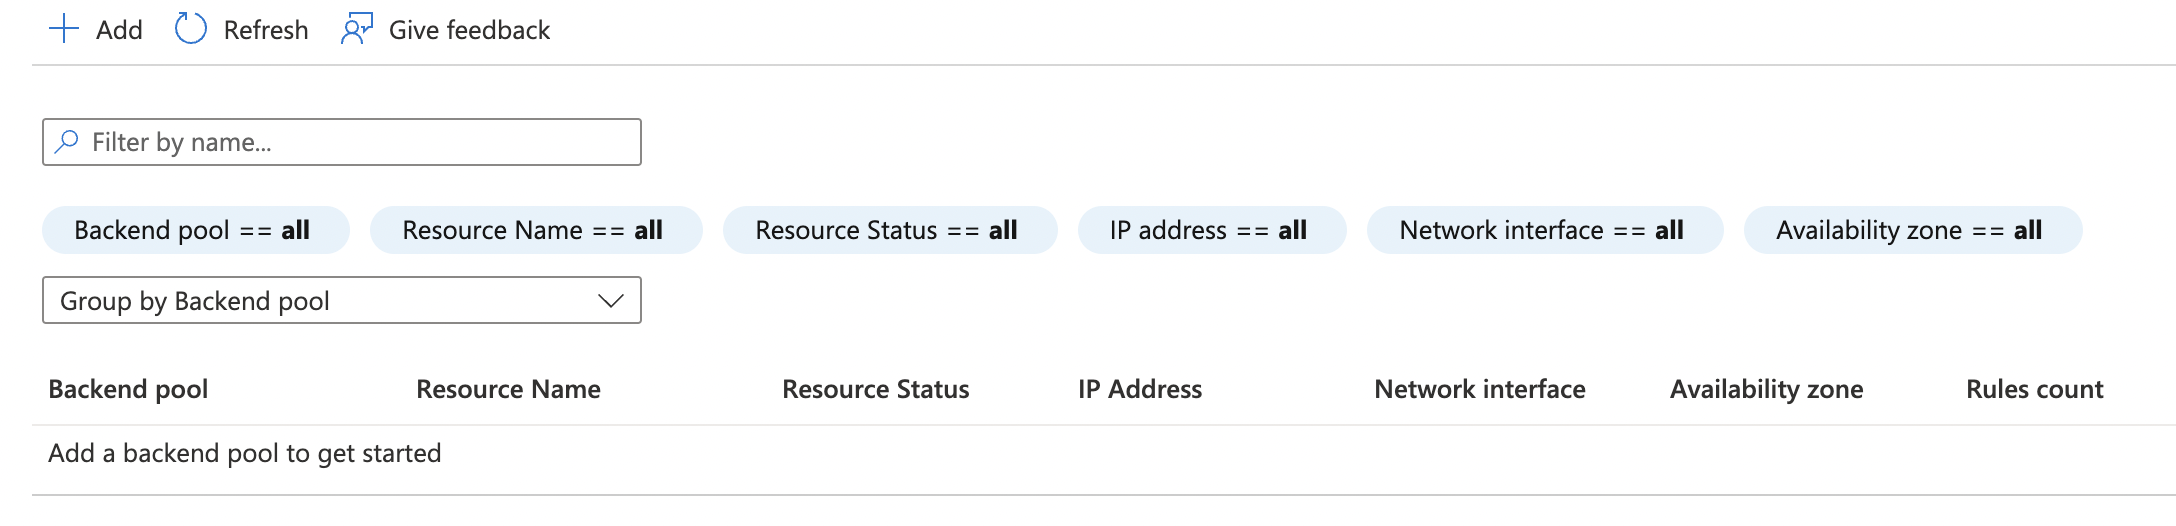 Add Refresh Give feedback
Filter by name...
Backend pool == all Resource Name == all Resource Status == all IP address == all Network interface == all Availability zone == all
Group by Backend pool
Backend pool Resource Name Resource Status IP Address Network interface Availability zone Rules count
Add a backend pool to get started